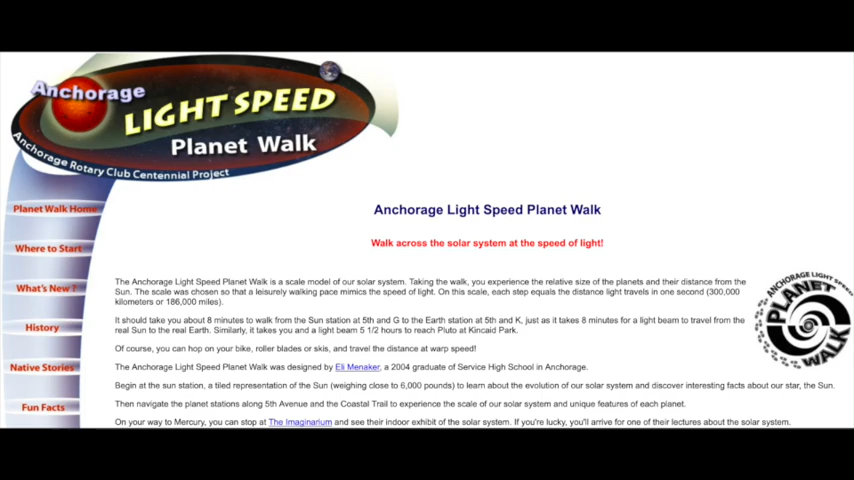 Anchorage
LIGHT SPEED
Planet Walk
Anchorage Rotary Club Centennial Project
Planet Walk Home
Where to Start
What's New ?
History
Native Stories
Fun Facts
Anchorage Light Speed Planet Walk
Walk across the solar system at the speed of light!
The Anchorage Light Speed Planet Walk is a scale model of our solar system. Taking the walk, you experience the relative size of the planets and their distance from the
Sun. The scale was chosen so that a leisurely walking pace mimics the speed of light. On this scale, each step equals the distance light travels in one second (300,000
kilometers or 186,000 miles).
It should take you about 8 minutes to walk from the Sun station at 5th and G to the Earth station at 5th and K, just as it takes 8 minutes for a light beam to travel from the
real Sun to the real Earth. Similarly, it takes you and a light beam 5 1/2 hours to reach Pluto at Kincaid Park.
Of course, you can hop on your bike, roller blades or skis, and travel the distance at warp speed!
The Anchorage Light Speed Planet Walk was designed by Eli Menaker, a 2004 graduate of Service High School in Anchorage.
Begin at the sun station, a tiled representation of the Sun (weighing close to 6,000 pounds) to learn about the evolution of our solar system and discover interesting facts about our star, the Sun.
Then navigate the planet stations along 5th Avenue and the Coastal Trail to experience the scale of our solar system and unique features of each planet.
On your way to Mercury, you can stop at The Imaginarium and see their indoor exhibit of the solar system. If you're lucky, you'll arrive for one of their lectures about the solar system.
ANCHORAGE LIGHT SPEED
PLANET
WALK